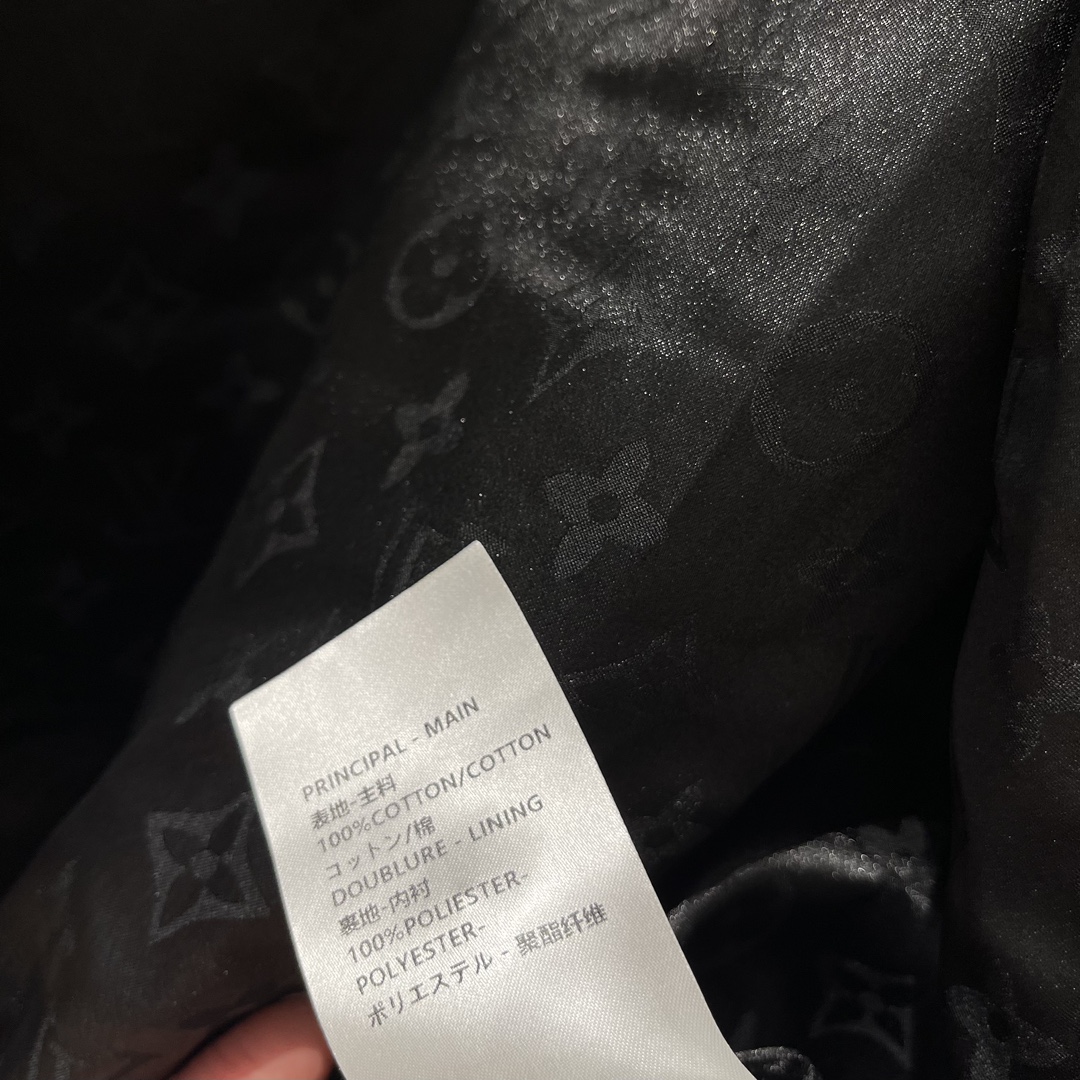 PRINCIPAL - MAIN
表地-主料
100%COTTON/COTTON
コットン/棉
DOUBLURE - LINING
裏地-内衬
100%POLIESTER-
POLYESTER-
ポリエステル - 聚酯纤维